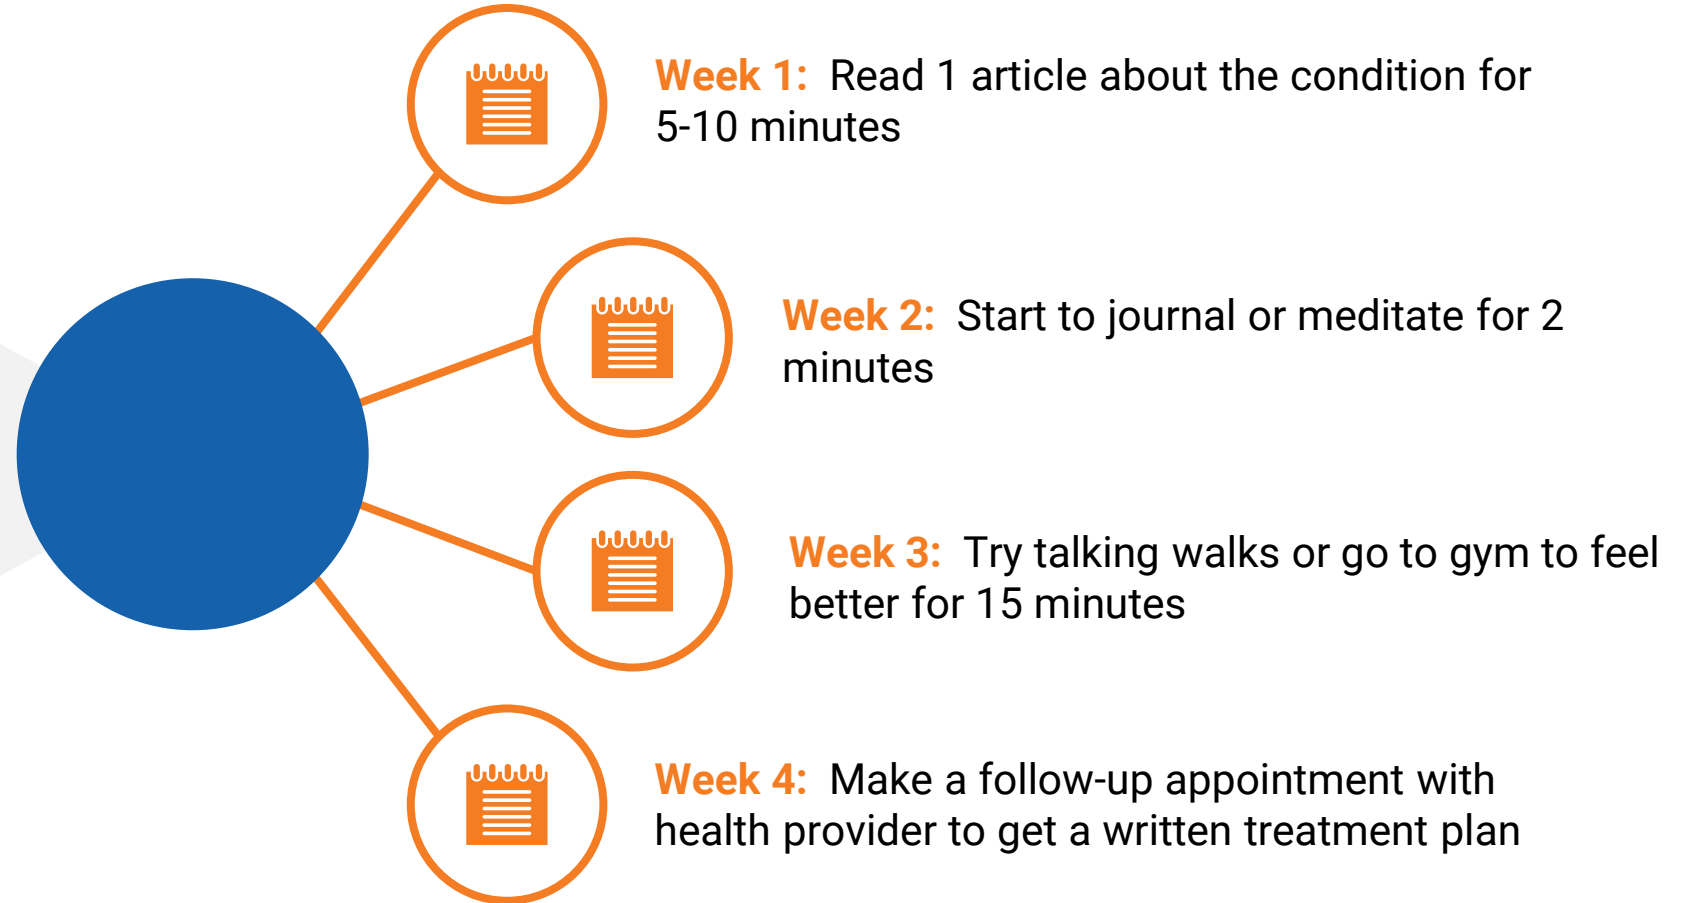 Week 1: Read 1 article about the condition for
5-10 minutes
Week 2: Start to journal or meditate for 2
minutes
Week 3: Try talking walks or go to gym to feel
better for 15 minutes
Week 4: Make a follow-up appointment with
health provider to get a written treatment plan